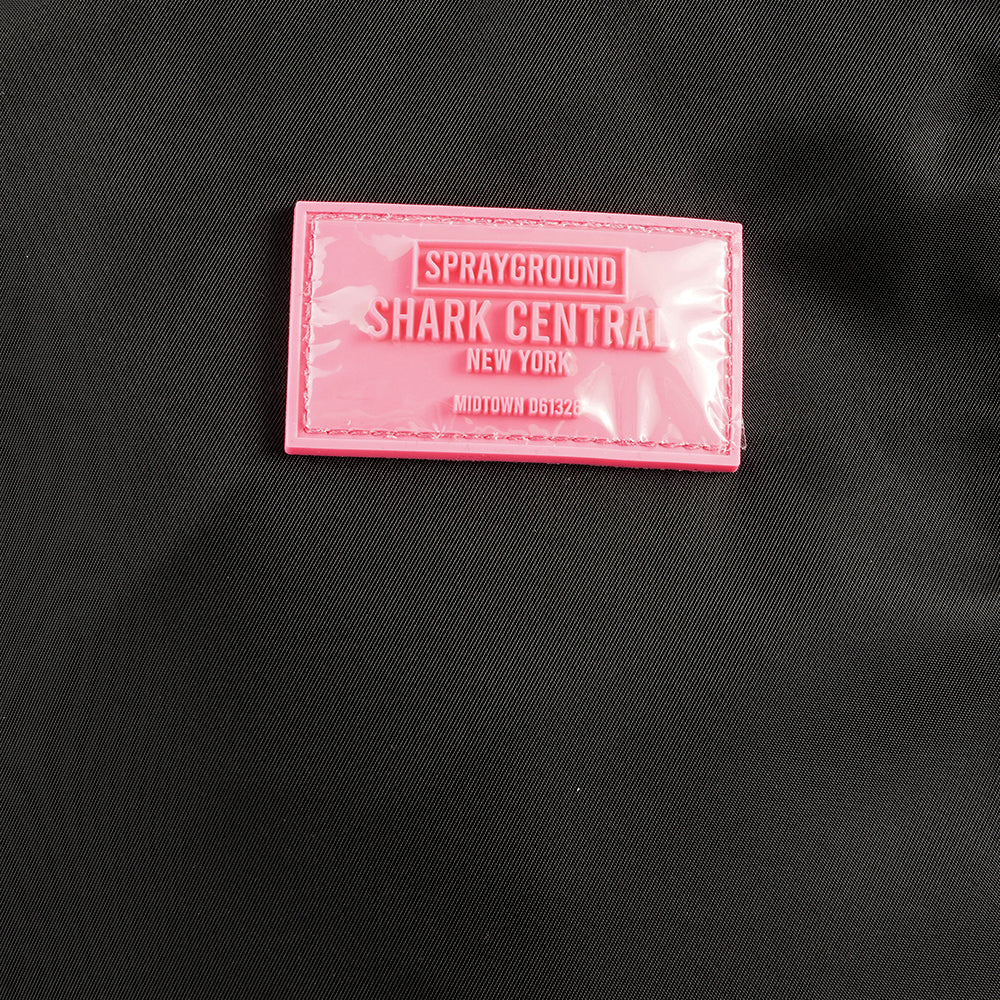 SPRAYGROUND
SHARK CENTRAL
NEW YORK
MIDTOWN D61326